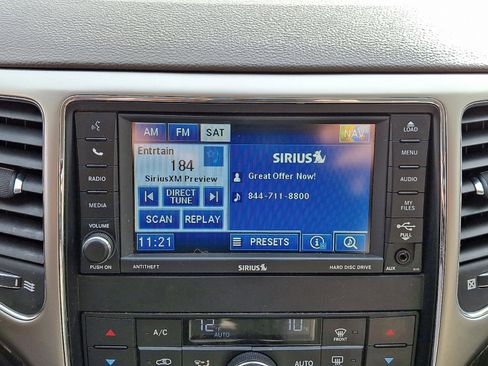 AM FM SAT NAV
LOAD
Entrtain
184
SiriusXM Preview
SIRIUS
Great Offer Now!
844-711-8800
DIRECT
TUNE
SCAN REPLAY
11:21
PRESETS
RADIO
MEDIA
VOLUME
PUSH ON
MENU
AUDIO
MY
FILES
PULL
AUX
ANTITHEFT SIRIUS HARD DISC DRIVE
A/C
AUTO
FRONT
AUTO